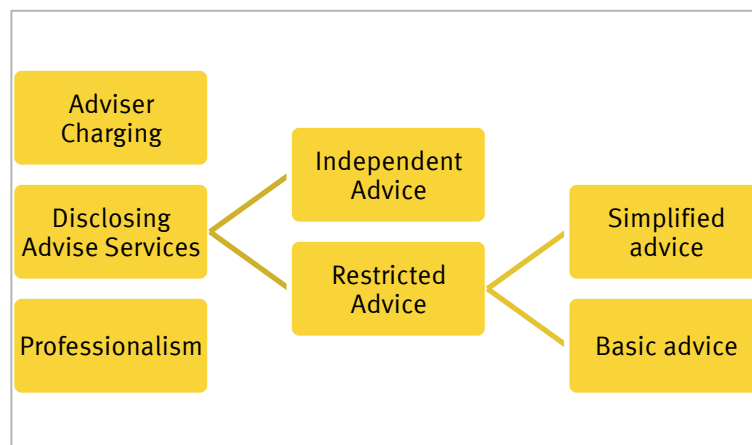 Adviser
Charging
Disclosing
Advise Services
Professionalism
Independent
Advice
Restricted
Advice
Simplified
advice
Basic advice